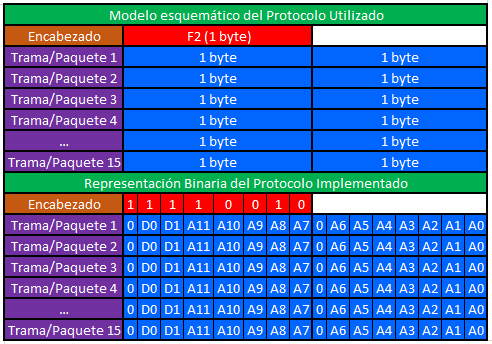 Modelo esquemático del Protocolo Utilizado
Encabezado F2 (1 byte)
Trama/Paquete 1 1 byte 1 byte
Trama/Paquete 2 1 byte 1 byte
Trama/Paquete 3 1 byte 1 byte
Trama/Paquete 4 1 byte 1 byte
... 1 byte 1 byte
Trama/Paquete 15 1 byte 1 byte
Representación Binaria del Protocolo Implementado
Encabezado 1 1 1 1 0 0 1 0
Trama/Paquete 1 0 D0 D1 A11 A10 A9 A8 A7 0 A6 A5 A4 A3 A2 A1 A0
Trama/Paquete 2 0 D0 D1 A11 A10 A9 A8 A7 0 A6 A5 A4 A3 A2 A1 A0
Trama/Paquete 3 0 D0 D1 A11 A10 A9 A8 A7 0 A6 A5 A4 A3 A2 A1 A0
Trama/Paquete 4 0 D0 D1 A11 A10 A9 A8 A7 0 A6 A5 A4 A3 A2 A1 A0
... 0 D0 D1 A11 A10 A9 A8 A7 0 A6 A5 A4 A3 A2 A1 A0
Trama/Paquete 15 0 D0 D1 A11 A10 A9 A8 A7 0 A6 A5 A4 A3 A2 A1 A0